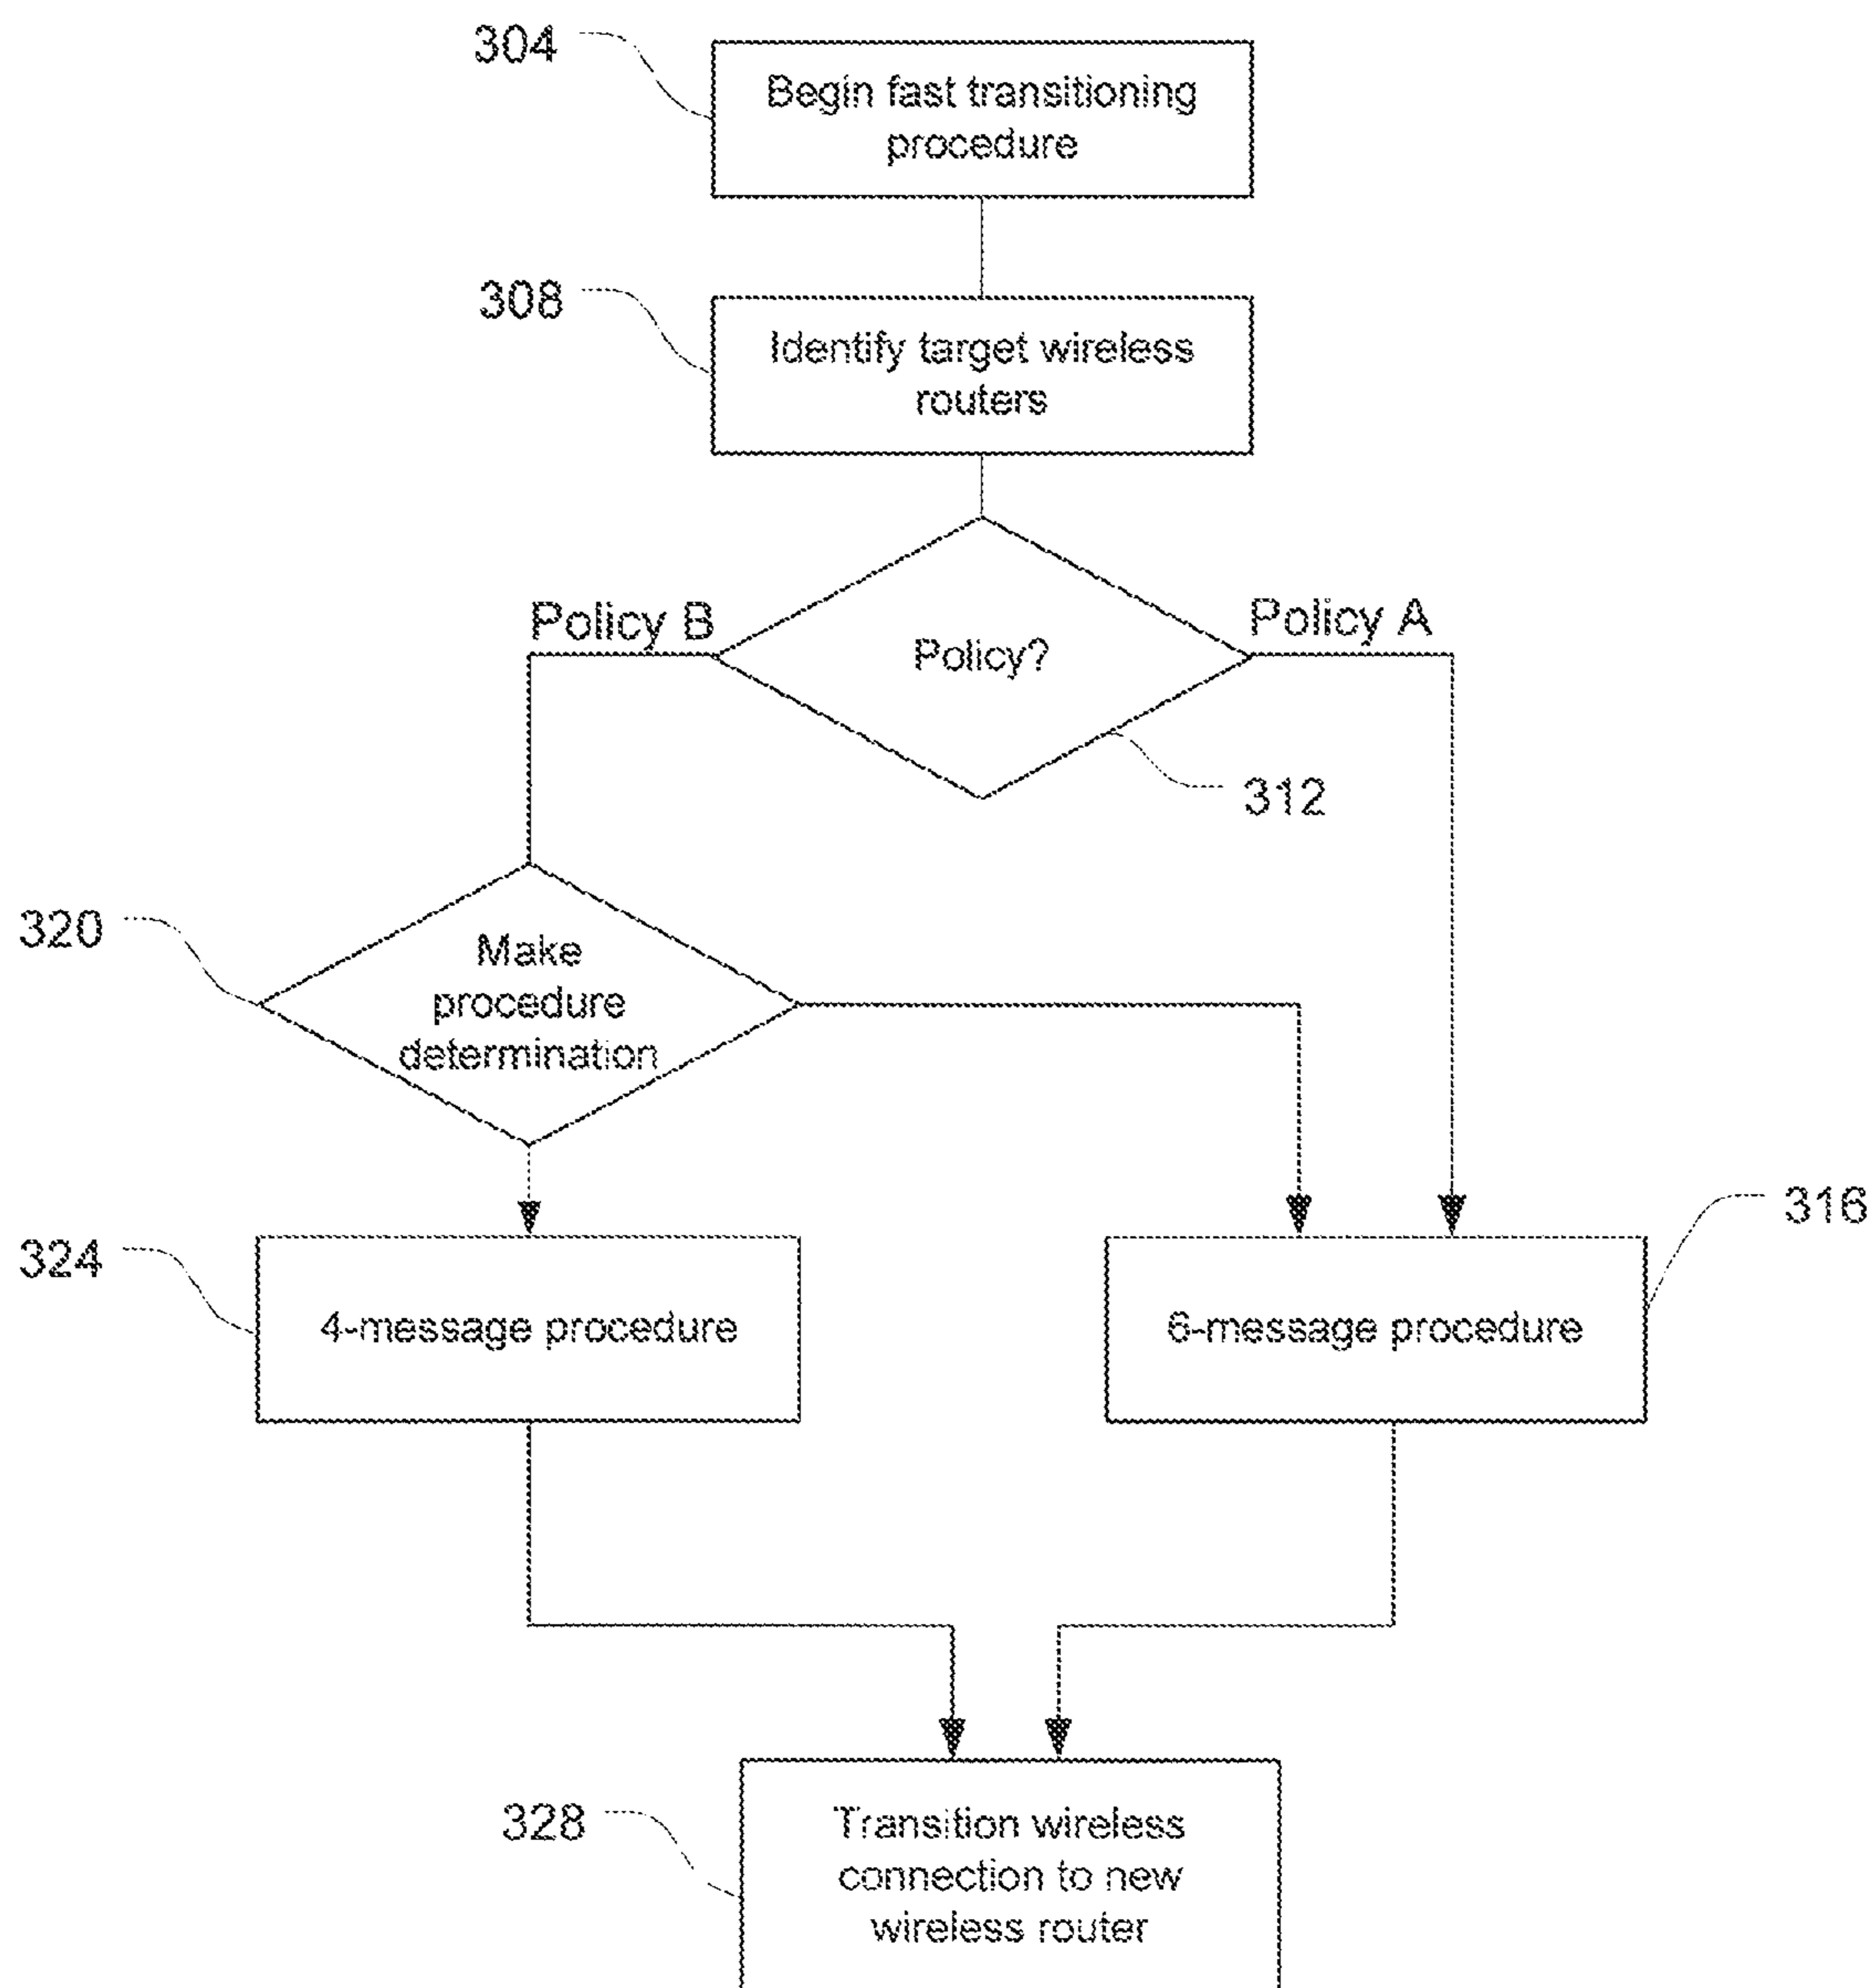 304
Begin fast transitioning
procedure
308
Identify target wireless
routers
Policy B
Policy?
Policy A
312
320
Make
procedure
determination
316
324
4-message procedure
6-message procedure
328
Transition wireless
connection to new
wireless router